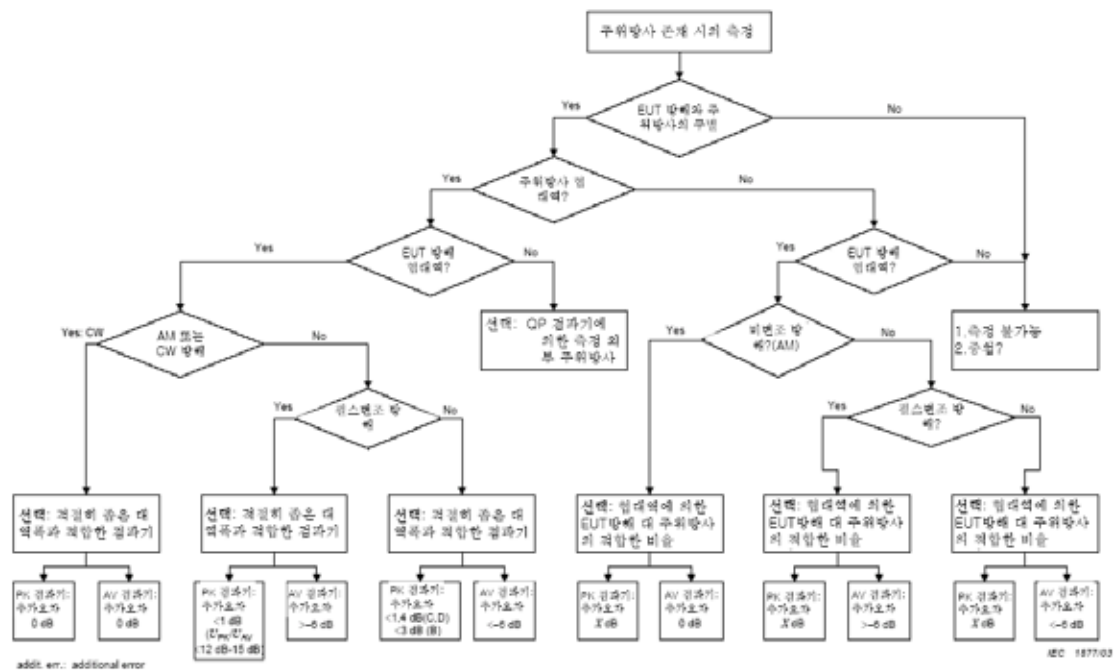 주위방사 존재 시의 측정
EUT 방해와 주
위방사의 구별
Yes
No
주위방사 협
대역?
Yes
No
EUT 방해
협대역?
Yes
No
EUT 방해
협대역?
Yes
No
AM 또는
CW 방해
Yes: CW
No
선택: QP 검파기에
의한 측정 외
부 주위방사
비변조 방
해?(AM)
Yes
No
1.측정 불가능
2.중첩?
펄스변조 방
해
Yes
No
펄스변조 방
해?
Yes
No
선택: 적절히 좁은 대
역폭과 적합한 검파기
선택: 적절히 좁은 대
역폭과 적합한 검파기
선택: 적절히 좁은 대
역폭과 적합한 검파기
선택: 협대역에 의한
EUT방해 대 주위방사
의 적합한 비율
선택: 협대역에 의한
EUT방해 대 주위방사
의 적합한 비율
선택: 협대역에 의한
EUT방해 대 주위방사
의 적합한 비율
PK 검파기:
추가오차
0 dB
AV 검파기:
추가오차
0 dB
PK 검파기:
추가오차
<1 dB
(EPK/EAV
<12 dB-15 dB)
AV 검파기:
추가오차
>–6 dB
PK 검파기:
추가오차
<1,4 dB(C,D)
<3 dB (B)
AV 검파기:
추가오차
<–6 dB
PK 검파기:
추가오차
X dB
AV 검파기:
추가오차
0 dB
PK 검파기:
추가오차
X dB
AV 검파기:
추가오차
>–6 dB
PK 검파기:
추가오차
X dB
AV 검파기:
추가오차
<–6 dB
addit. err.: additional error
IEC 1877/03